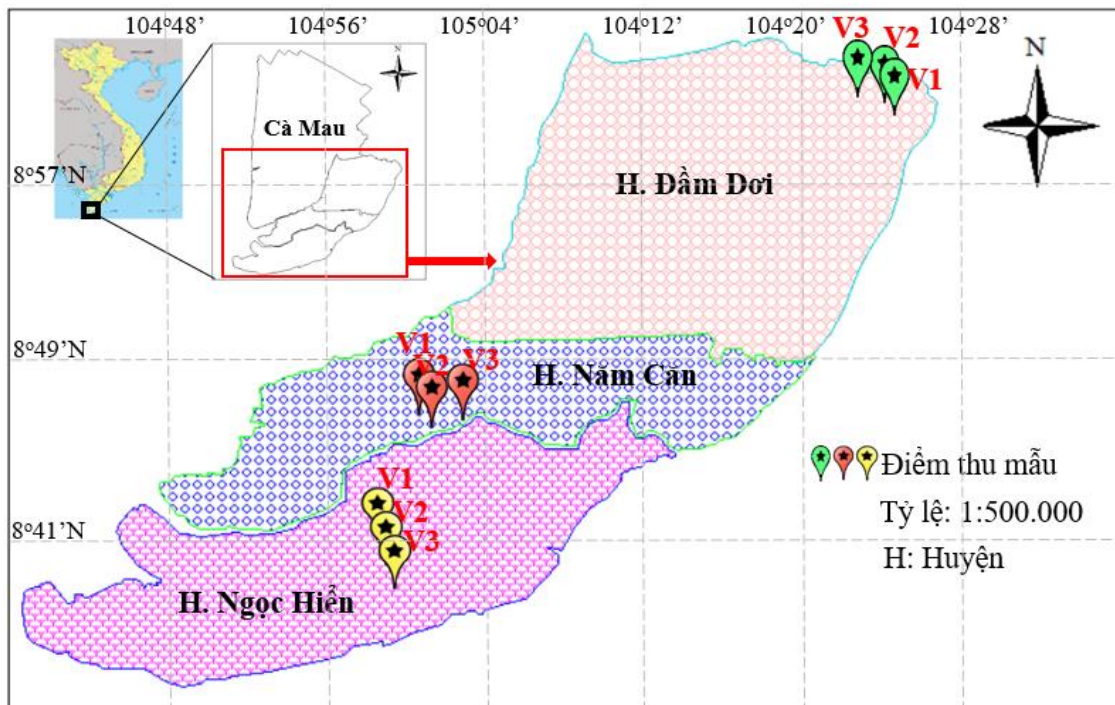 104°48' 104°56' 105°04' 104°12' 104°20' 104°28'
V3 V2
V1
N
Cà Mau
8°57'N
H. Đầm Dơi
8°49'N
V1
V2 V3
H. Năm Căn
V1
V2
V3
8°41'N
H. Ngọc Hiển
Điểm thu mẫu
Tỷ lệ: 1:500.000
H: Huyện